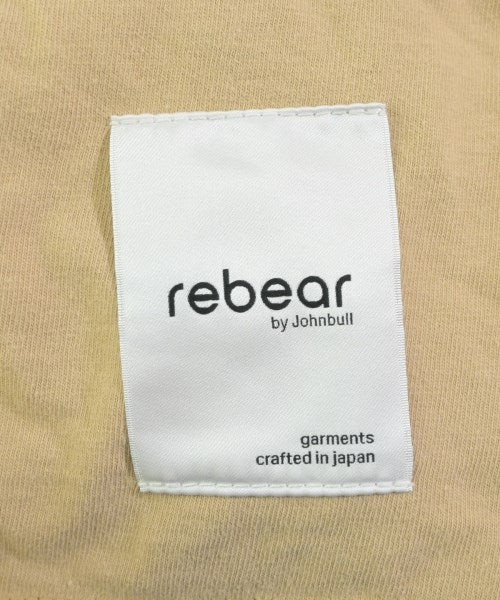 rebear
by Johnbull
garments
crafted in japan